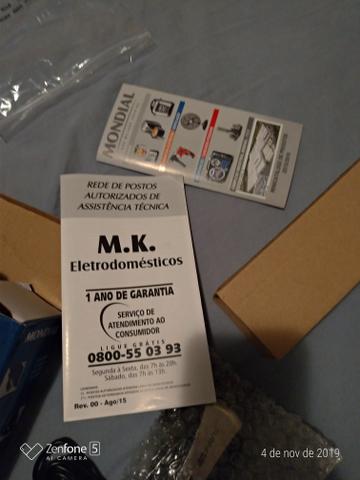 MONDIAL
REDE DE POSTOS
AUTORIZADOS DE
ASSISTÊNCIA TÉCNICA
M.K.
Eletrodomésticos
1 ANO DE GARANTIA
SERVIÇO DE
ATENDIMENTO AO
CONSUMIDOR
LIGUE GRÁTIS
0800-55 03 93
Segunda à Sexta, das 7h às 20h.
Sábado, das 7h às 13h.
Rev. 00 - Ago/15
MONDIAL
Zenfone 5
AI CAMERA
4 de nov de 2019